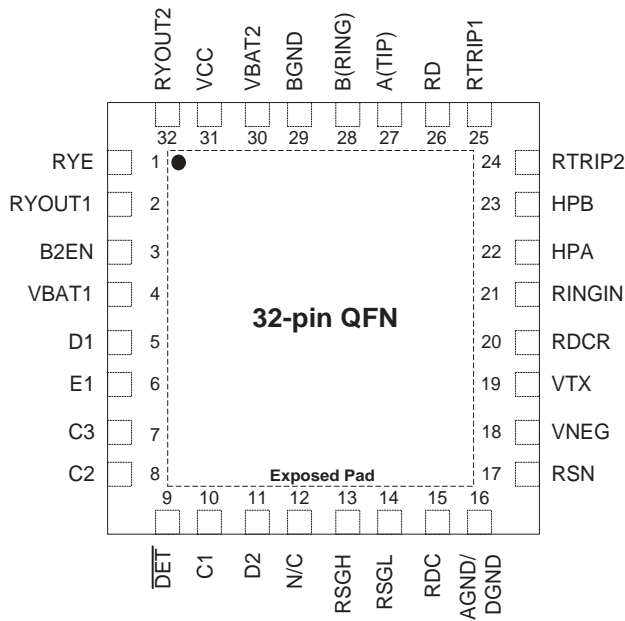 RYOUT2 VCC VBAT2 BGND B(RING) A(TIP) RD RTRIP1
32 31 30 29 28 27 26 25
RYE 1 24 RTRIP2
RYOUT1 2 23 HPB
B2EN 3 22 HPA
VBAT1 4 21 RINGIN
32-pin QFN
D1 5 20 RDCR
E1 6 19 VTX
C3 7 18 VNEG
C2 8 17 RSN
Exposed Pad
9 10 11 12 13 14 15 16
DET C1 D2 N/C RSGH RSGL RDC AGND/
DGND